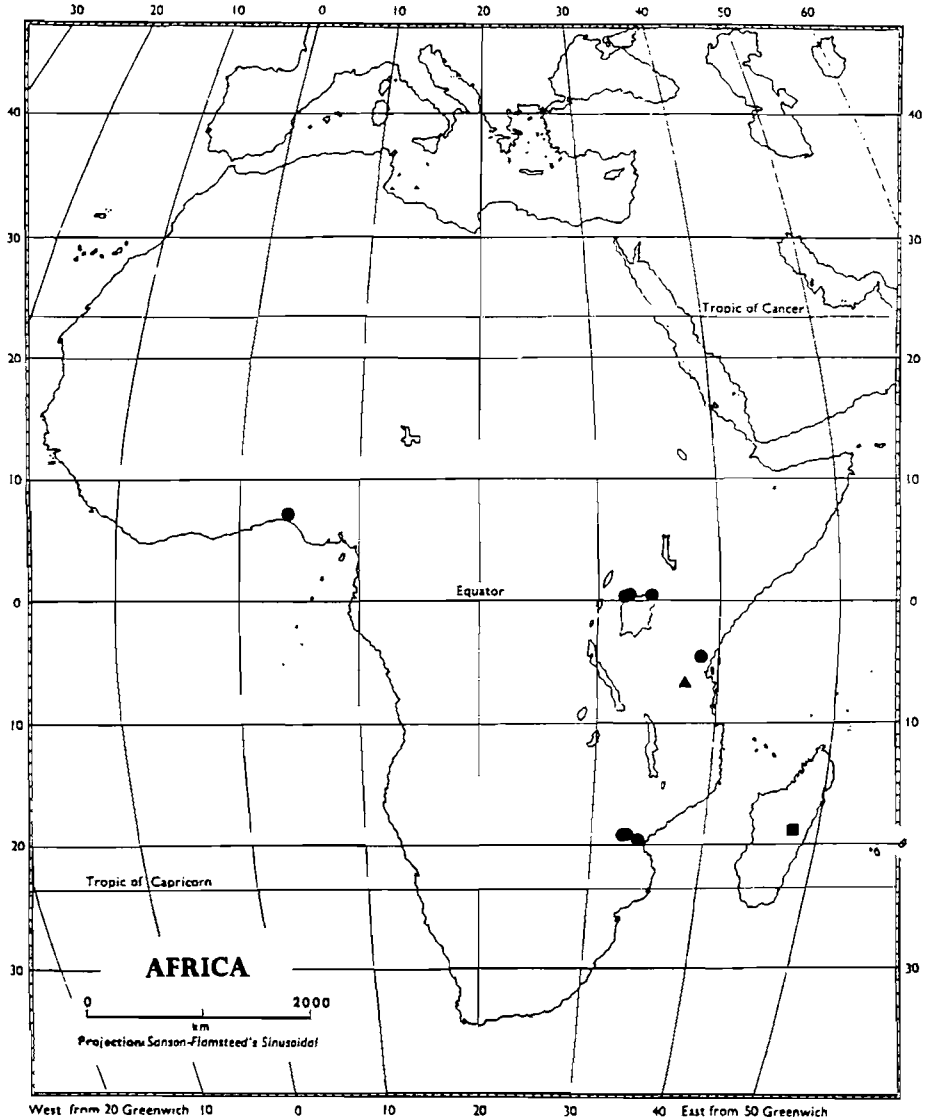 30 20 10 0 10 20 30 40 50 60
40 40
30 30
Tropic of Cancer
20 20
10 10
Equator
0 0
10 10
20
Tropic of Capricorn
30 30
AFRICA
0 2000
km
Projection: Sanson-Flamsteed's Sinusoidal
West from 20 Greenwich 10 0 10 20 30 40 East from 50 Greenwich